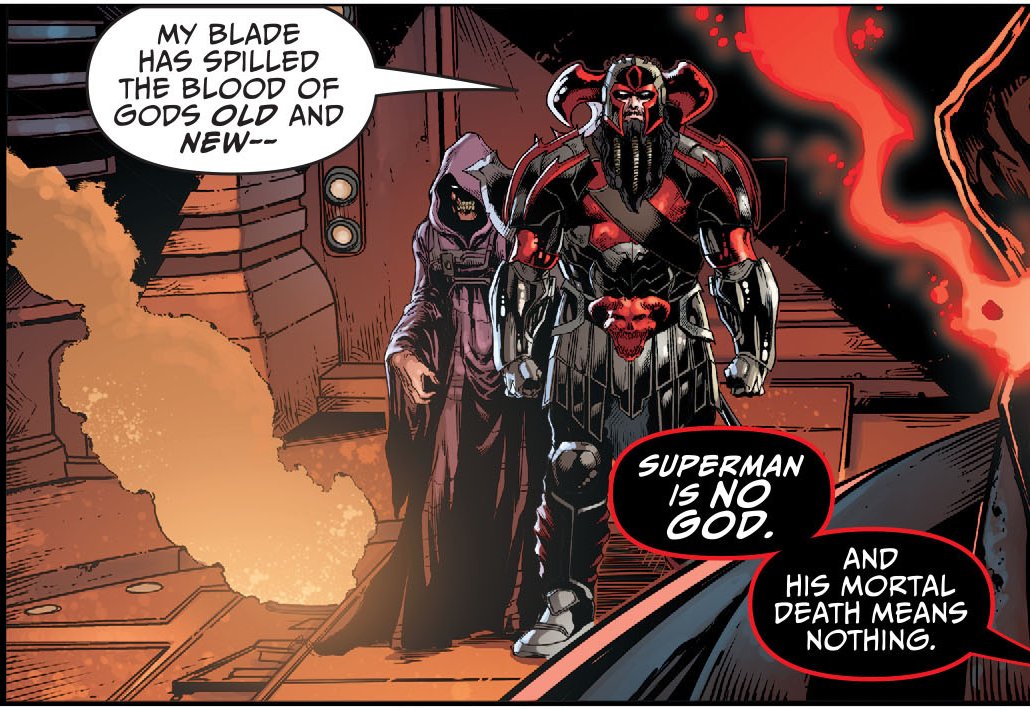 MY BLADE
HAS SPILLED
THE BLOOD OF
GODS OLD AND
NEW--
SUPERMAN
IS NO
GOD.
AND
HIS MORTAL
DEATH MEANS
NOTHING.